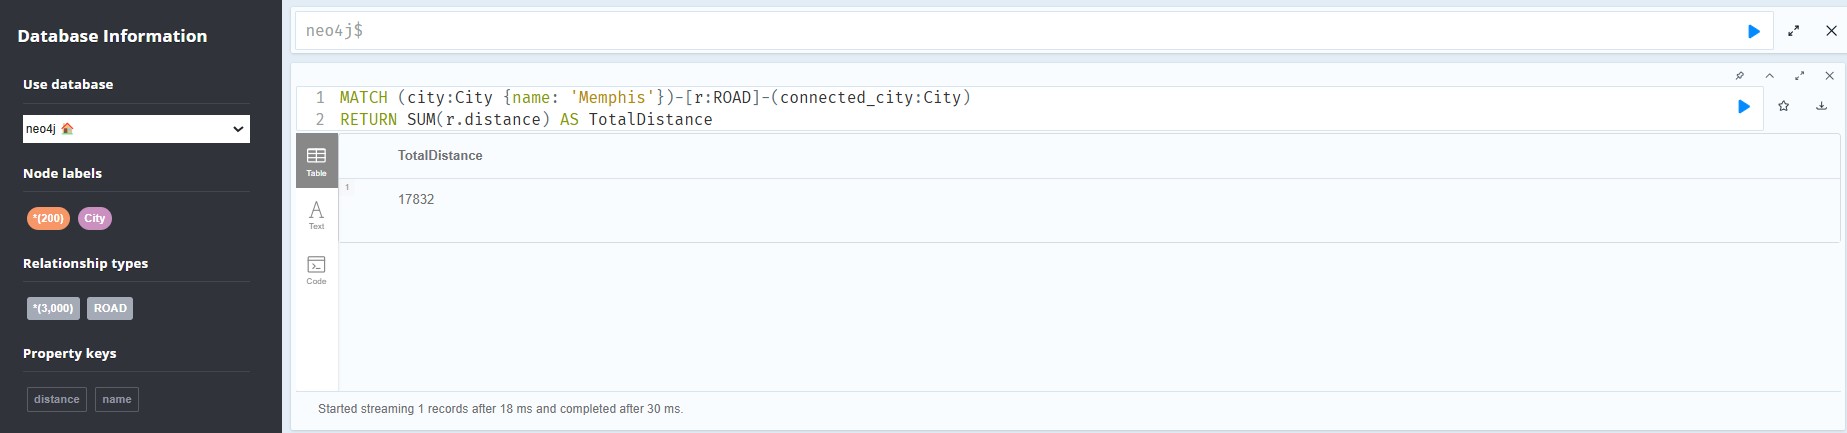 Database Information
Use database
neo4j
Node labels
*(200) City
Relationship types
*(3,000) ROAD
Property keys
distance name
neo4j$
1 MATCH (city:City {name: 'Memphis'})-[r:ROAD]-(connected_city:City)
2 RETURN SUM(r.distance) AS TotalDistance
Table
Text
Code
TotalDistance
1
17832
Started streaming 1 records after 18 ms and completed after 30 ms.